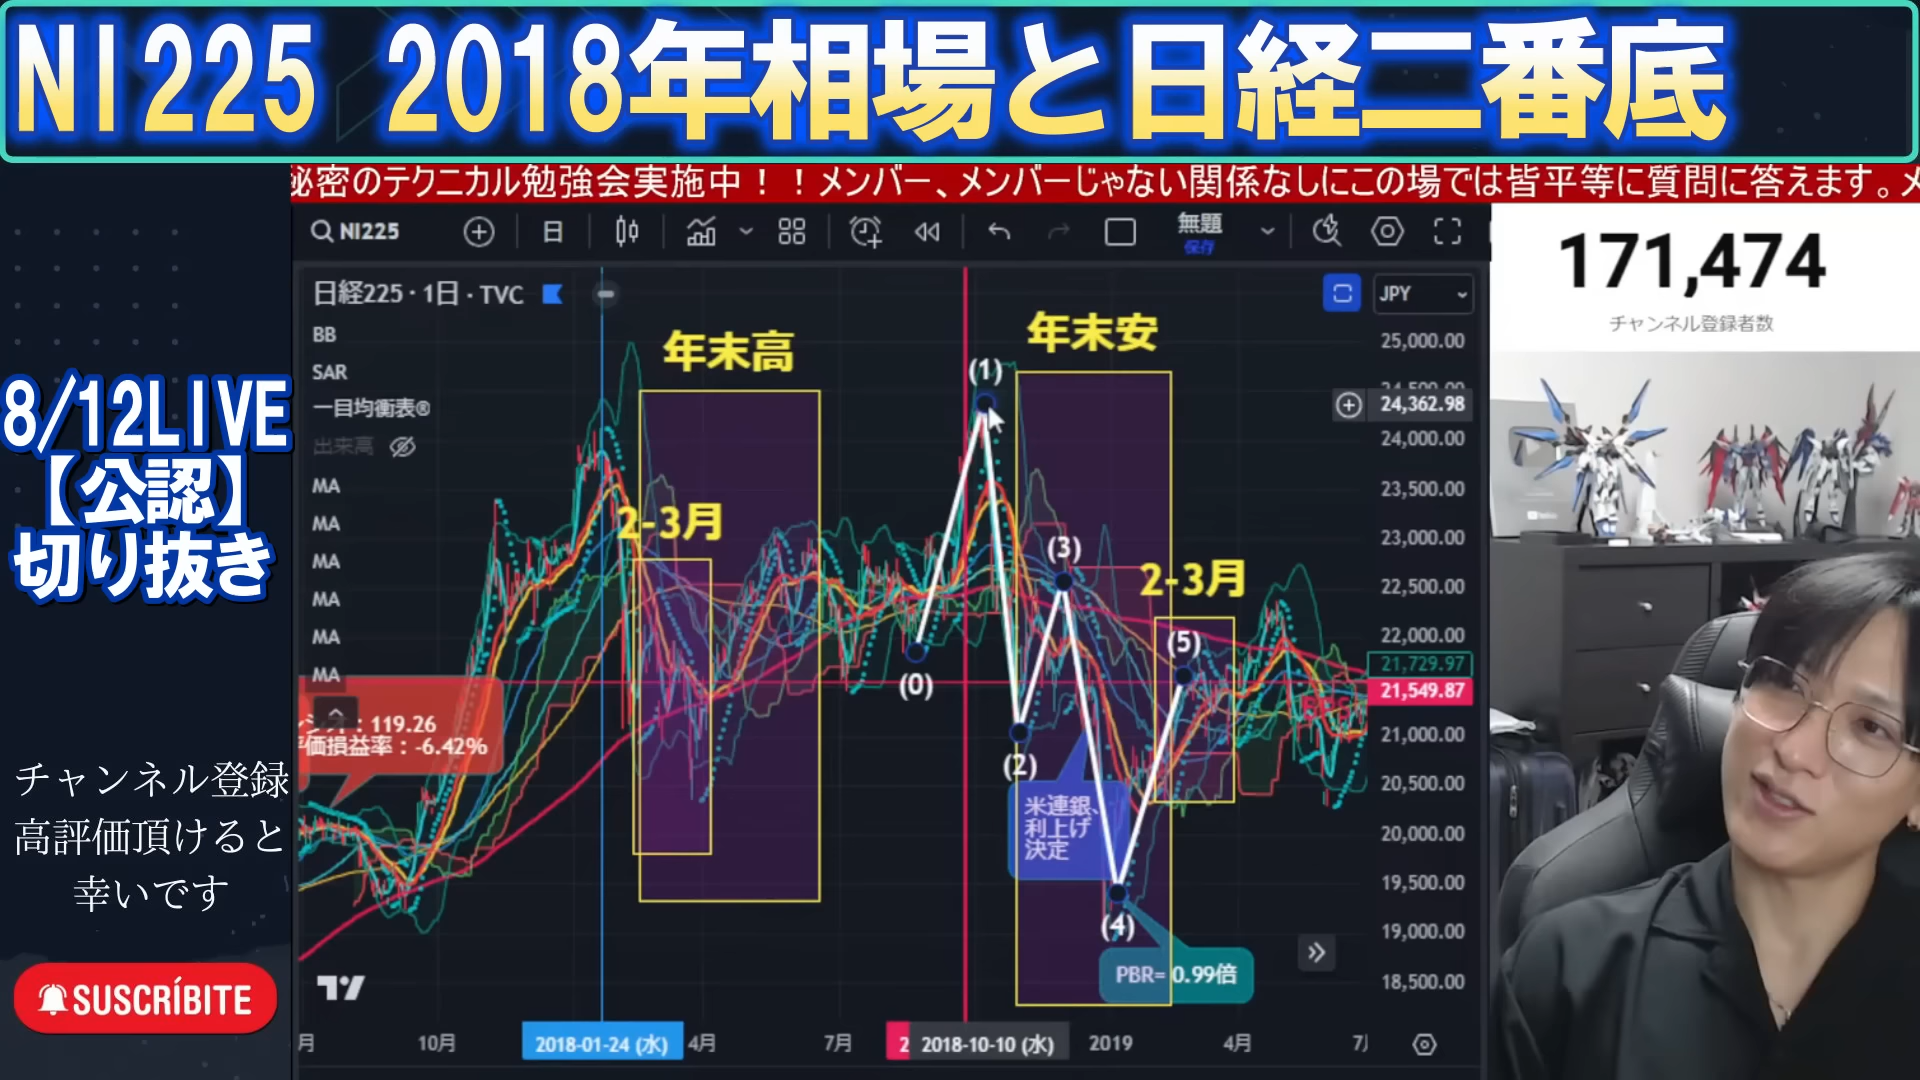 NI225 2018年相場と日経二番底
秘密のテクニカル勉強会実施中！！メンバー、メンバーじゃない関係なしにこの場では皆平等に質問に答えます。メ
NI225
日
無題
保存
171,474
チャンネル登録者数
日経225・1日・TVC
JPY
BB
SAR
一目均衡表®
出来高
MA
MA
MA
MA
MA
MA
年末高
年末安
2-3月
2-3月
(0)
(1)
(2)
(3)
(4)
(5)
119.26
価損益率：-6.42%
米連銀、
利上げ
決定
PBR= 0.99倍
25,000.00
24,362.98
24,000.00
23,500.00
23,000.00
22,500.00
22,000.00
21,729.97
21,549.87
21,000.00
20,500.00
20,000.00
19,500.00
19,000.00
18,500.00
月
10月
2018-01-24 (水)
4月
7月
2
2018-10-10 (水)
2019
4月
8/12LIVE
【公認】
切り抜き
チャンネル登録
高評価頂けると
幸いです
SUSCRÍBITE